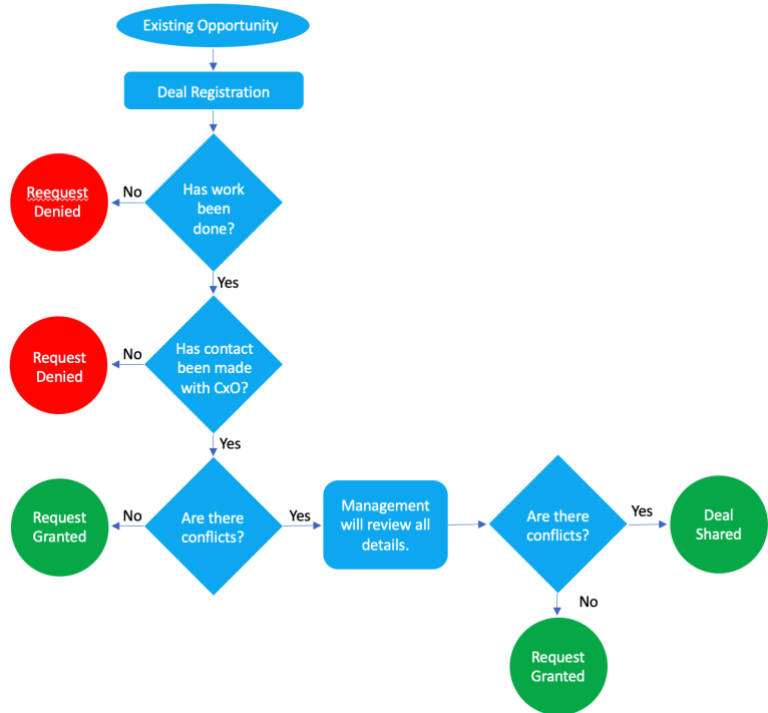 Existing Opportunity
Deal Registration
Reequest
Denied
No
Has work
been
done?
Yes
Request
Denied
No
Has contact
been made
with CxO?
Yes
Request
Granted
No
Are there
conflicts?
Yes
Management
will review all
details.
Are there
conflicts?
Yes
Deal
Shared
No
Request
Granted